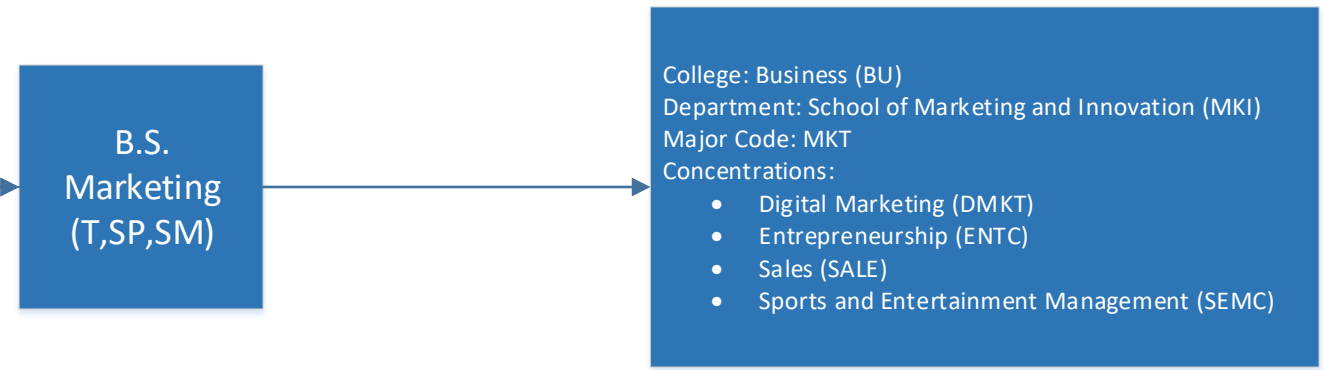 B.S.
Marketing
(T,SP,SM)
College: Business (BU)
Department: School of Marketing and Innovation (MKI)
Major Code: MKT
Concentrations:
• Digital Marketing (DMKT)
• Entrepreneurship (ENTC)
• Sales (SALE)
• Sports and Entertainment Management (SEMC)